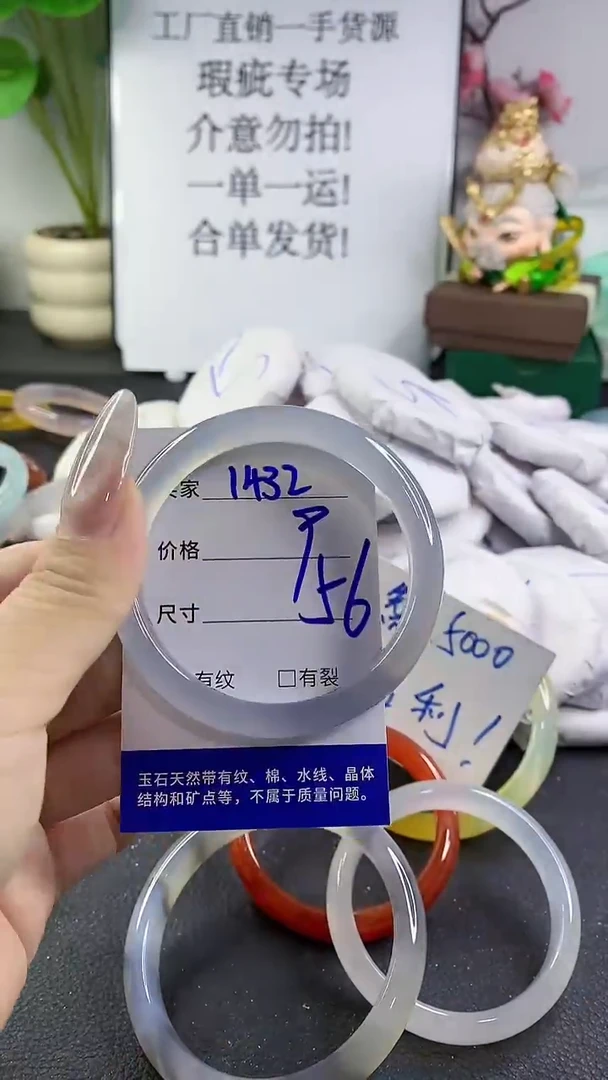 工厂直销一手货源
瑕疵专场
介意勿拍!
一单一运!
合单发货!
家 1432
价格
尺寸 56
有纹 □有裂
玉石天然带有纹、棉、水线、晶体
结构和矿点等，不属于质量问题。
5000
利!